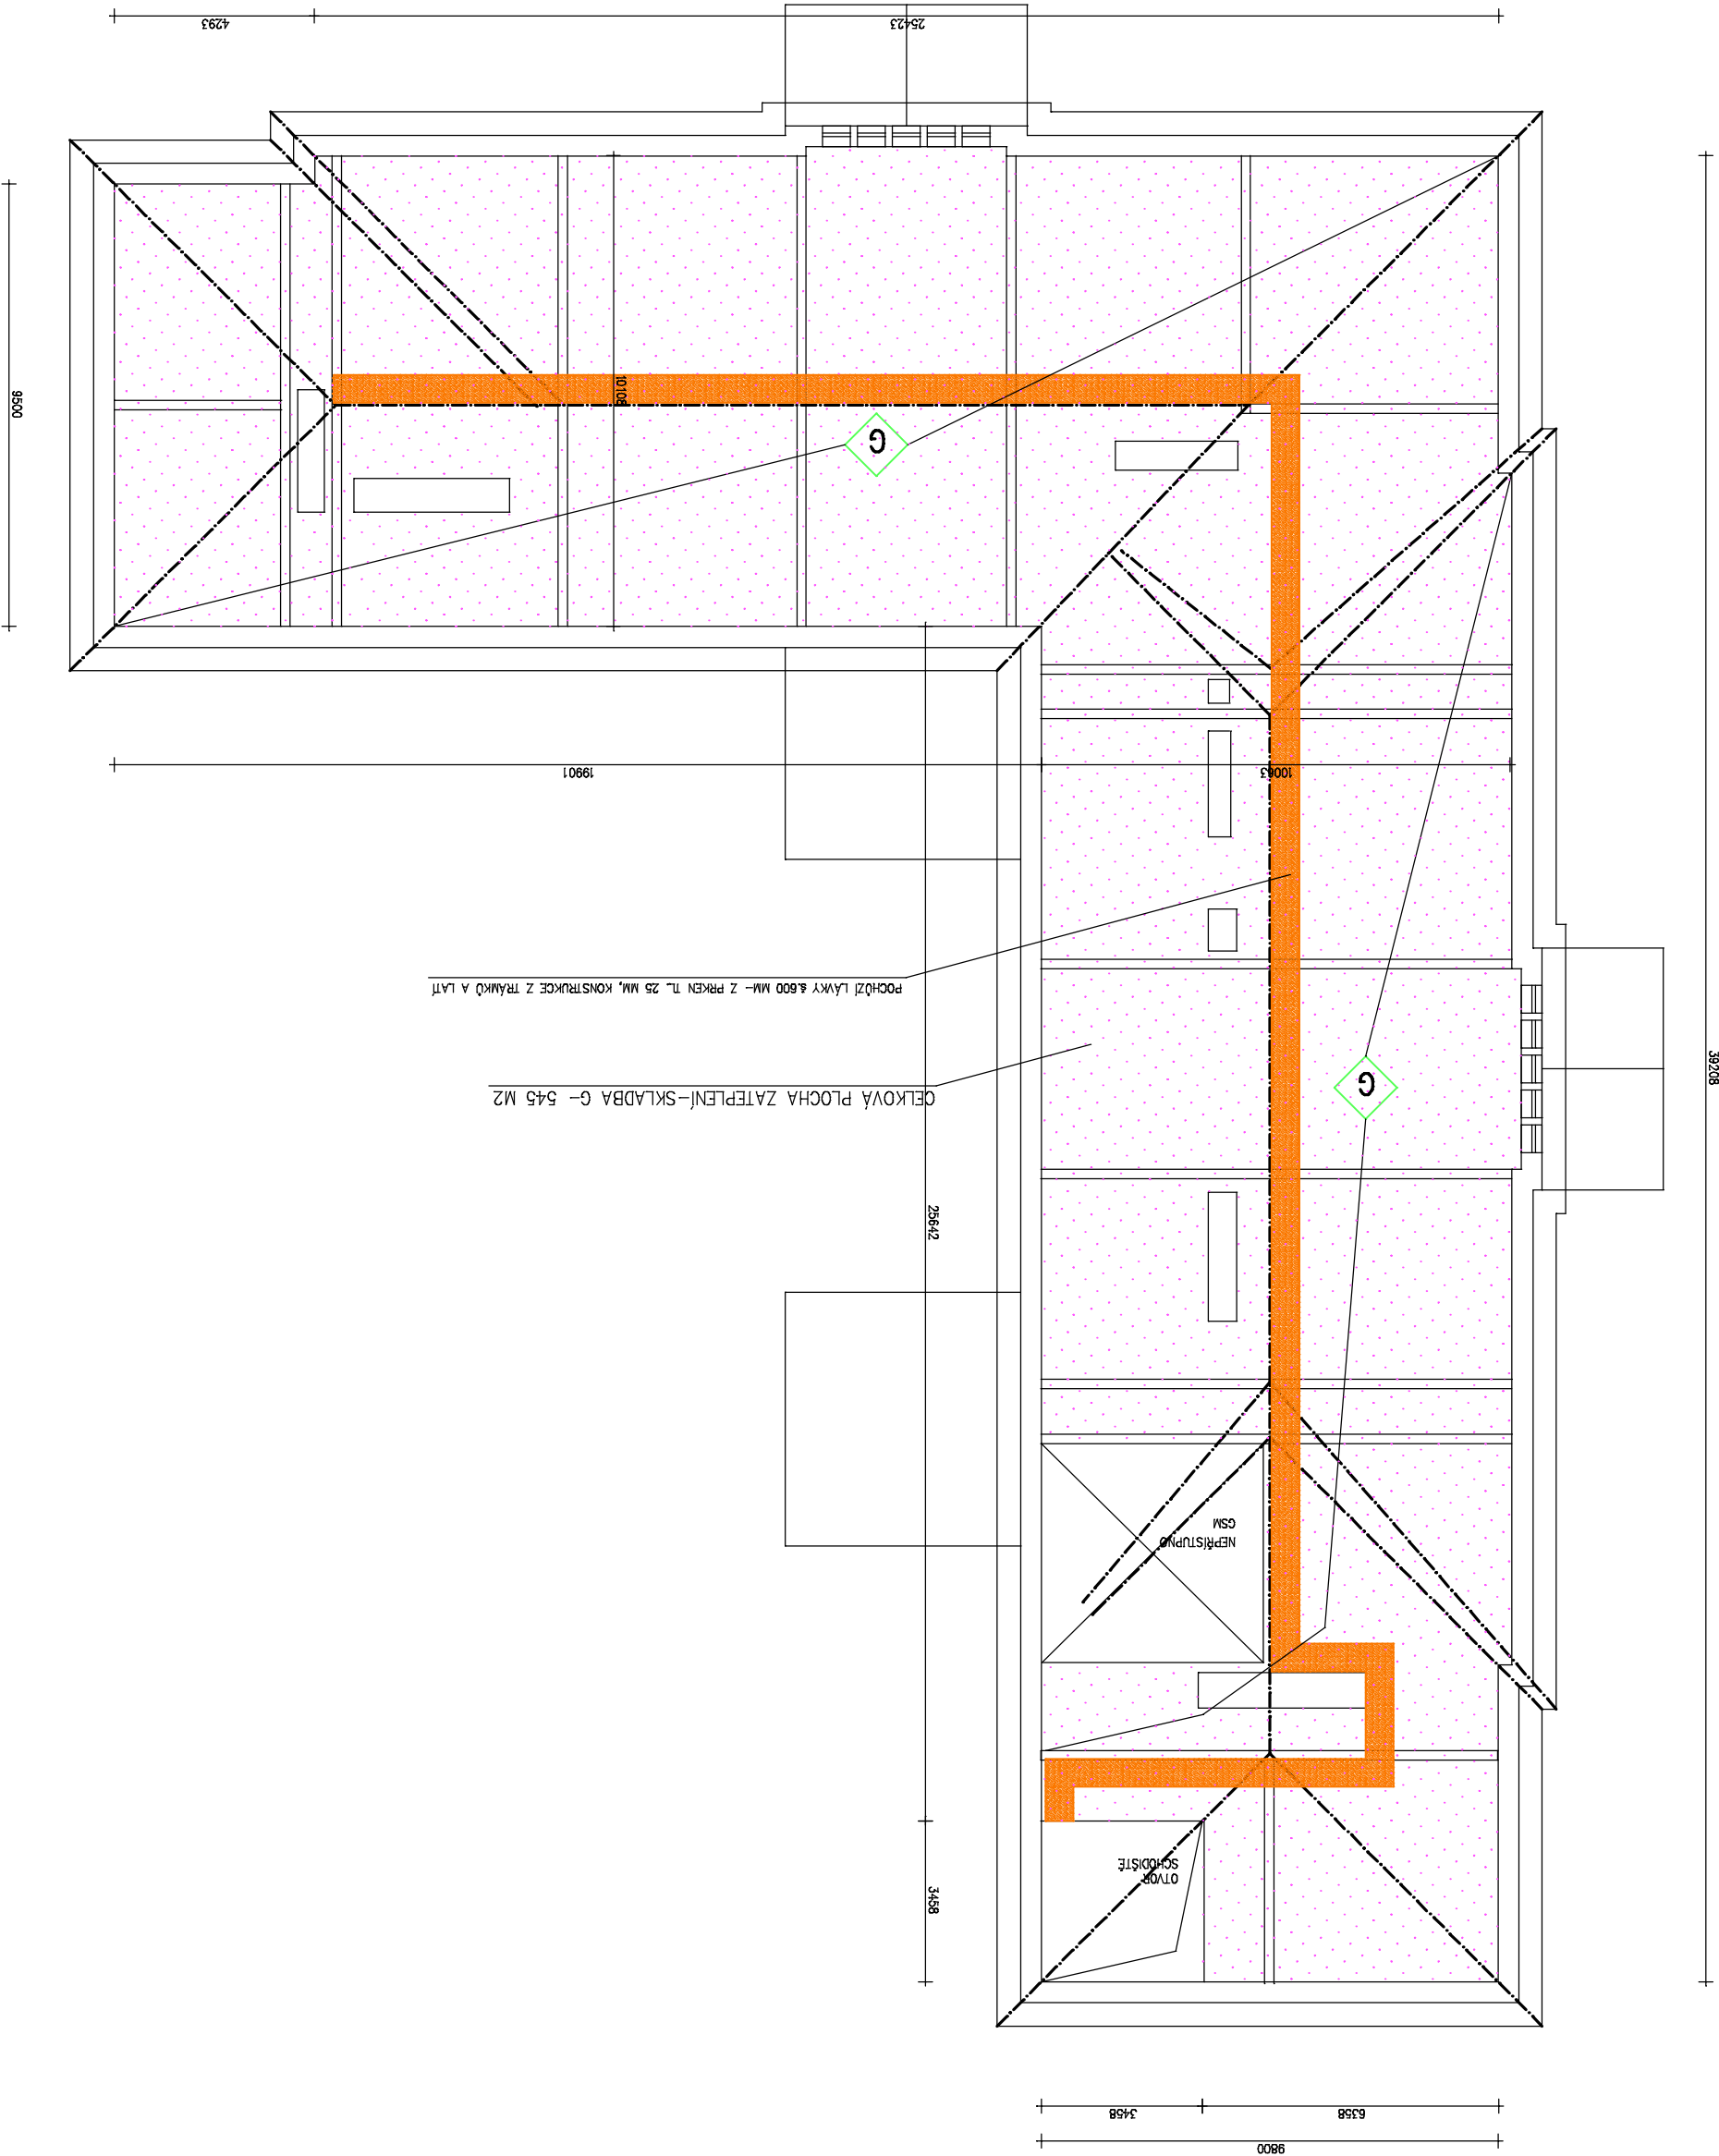 4293
25423
9500
10108
G
19901
10063
39208
POCHŮZÍ LÁVKY š.600 MM- Z PRKEN TL. 25 MM, KONSTRUKCE Z TRÁMKŮ A LATÍ
CELKOVÁ PLOCHA ZATEPLENÍ-SKLADBA G- 545 M2
G
25642
NEPŘÍSTUPNO
GSM
3458
OTVOR
SCHODIŠTĚ
3458
6358
9800